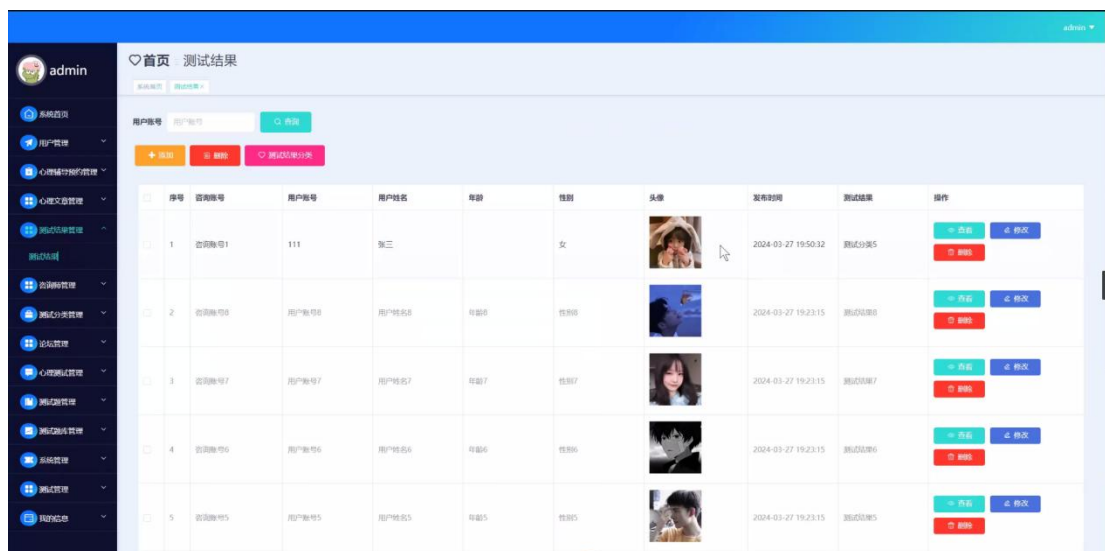 admin
admin
首页 测试结果
系统首页 测试结果
系统首页
用户管理
心理辅导预约管理
心理文章管理
测试结果管理
测试结果
咨询师管理
测试分类管理
论坛管理
心理测试管理
测试题管理
测试题库管理
系统管理
测试管理
我的信息
用户账号 用户账号 查询
添加 删除 测试结果分类
序号 咨询账号 用户账号 用户姓名 年龄 性别 头像 发布时间 测试结果 操作
1 咨询账号1 111 张三 女 2024-03-27 19:50:32 测试分类5 查看 修改
删除
2 咨询账号8 用户账号8 用户姓名8 年龄8 性别8 2024-03-27 19:23:15 测试结果8 查看 修改
删除
3 咨询账号7 用户账号7 用户姓名7 年龄7 性别7 2024-03-27 19:23:15 测试结果7 查看 修改
删除
4 咨询账号6 用户账号6 用户姓名6 年龄6 性别6 2024-03-27 19:23:15 测试结果6 查看 修改
删除
5 咨询账号5 用户账号5 用户姓名5 年龄5 性别5 2024-03-27 19:23:15 测试结果5 查看 修改
删除